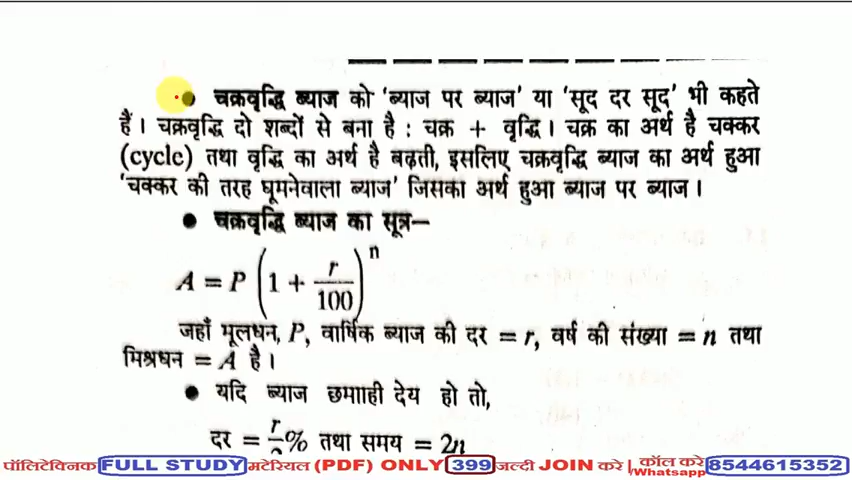 ● चक्रवृद्धि ब्याज को 'ब्याज पर ब्याज' या 'सूद दर सूद' भी कहते
हैं। चक्रवृद्धि दो शब्दों से बना है : चक्र + वृद्धि। चक्र का अर्थ है चक्कर
(cycle) तथा वृद्धि का अर्थ है बढ़ती, इसलिए चक्रवृद्धि ब्याज का अर्थ हुआ
'चक्कर की तरह घूमनेवाला ब्याज' जिसका अर्थ हुआ ब्याज पर ब्याज।
● चक्रवृद्धि ब्याज का सूत्र–
A = P (1 + r/100)^n
जहाँ मूलधन, P, वार्षिक ब्याज की दर = r, वर्ष की संख्या = n तथा
मिश्रधन = A है।
● यदि ब्याज छमााही देय हो तो,
दर = r/2% तथा समय = 2n
पॉलिटेक्निक FULL STUDY मटेरियल (PDF) ONLY 399 जल्दी JOIN करे | कॉल करे / Whatsapp 8544615352